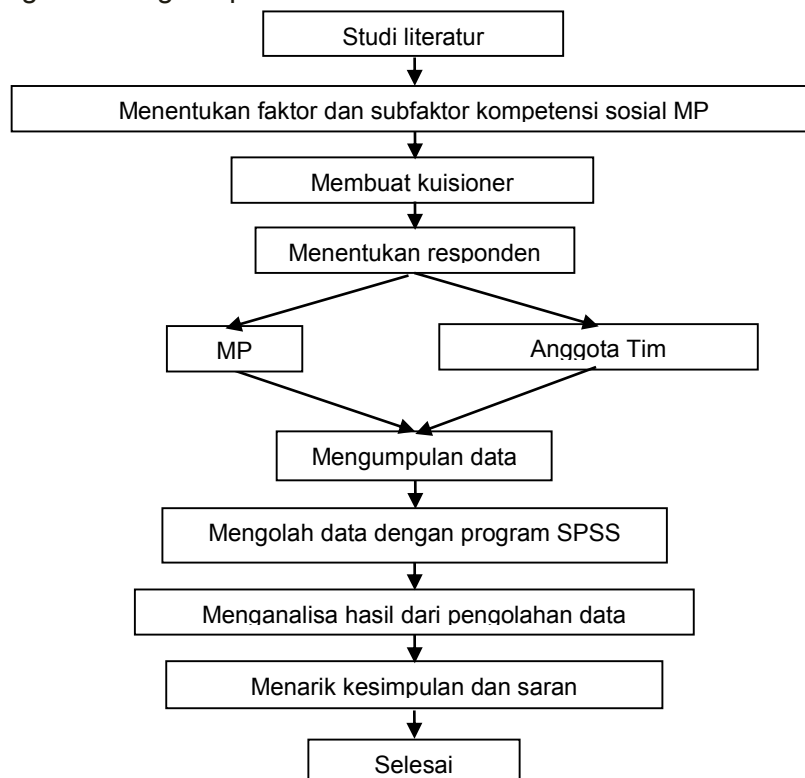 Studi literatur
Menentukan faktor dan subfaktor kompetensi sosial MP
Membuat kuisioner
Menentukan responden
MP
Anggota Tim
Mengumpulan data
Mengolah data dengan program SPSS
Menganalisa hasil dari pengolahan data
Menarik kesimpulan dan saran
Selesai